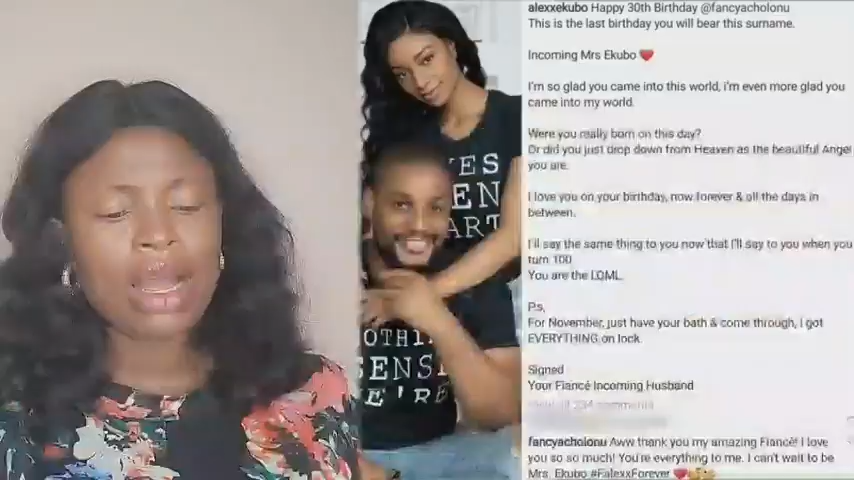 alexxekubo Happy 30th Birthday @fancyacholonu
This is the last birthday you will bear this surname.
Incoming Mrs Ekubo ❤️
I'm so glad you came into this world, i'm even more glad you
came into my world.
Were you really born on this day?
Or did you just drop down from Heaven as the beautiful Angel
you are.
I love you on your birthday, now forever & all the days in
between.
I'll say the same thing to you now that I'll say to you when you
turn 100
You are the LOML.
P.s,
For November, just have your bath & come through, I got
EVERYTHING on lock.
Signed
Your Fiancé Incoming Husband
234 comments
fancyacholonu Aww thank you my amazing Fiancé! I love
you so so much! You're everything to me. I can't wait to be
Mrs. Ekubo #FalexxForever
ART